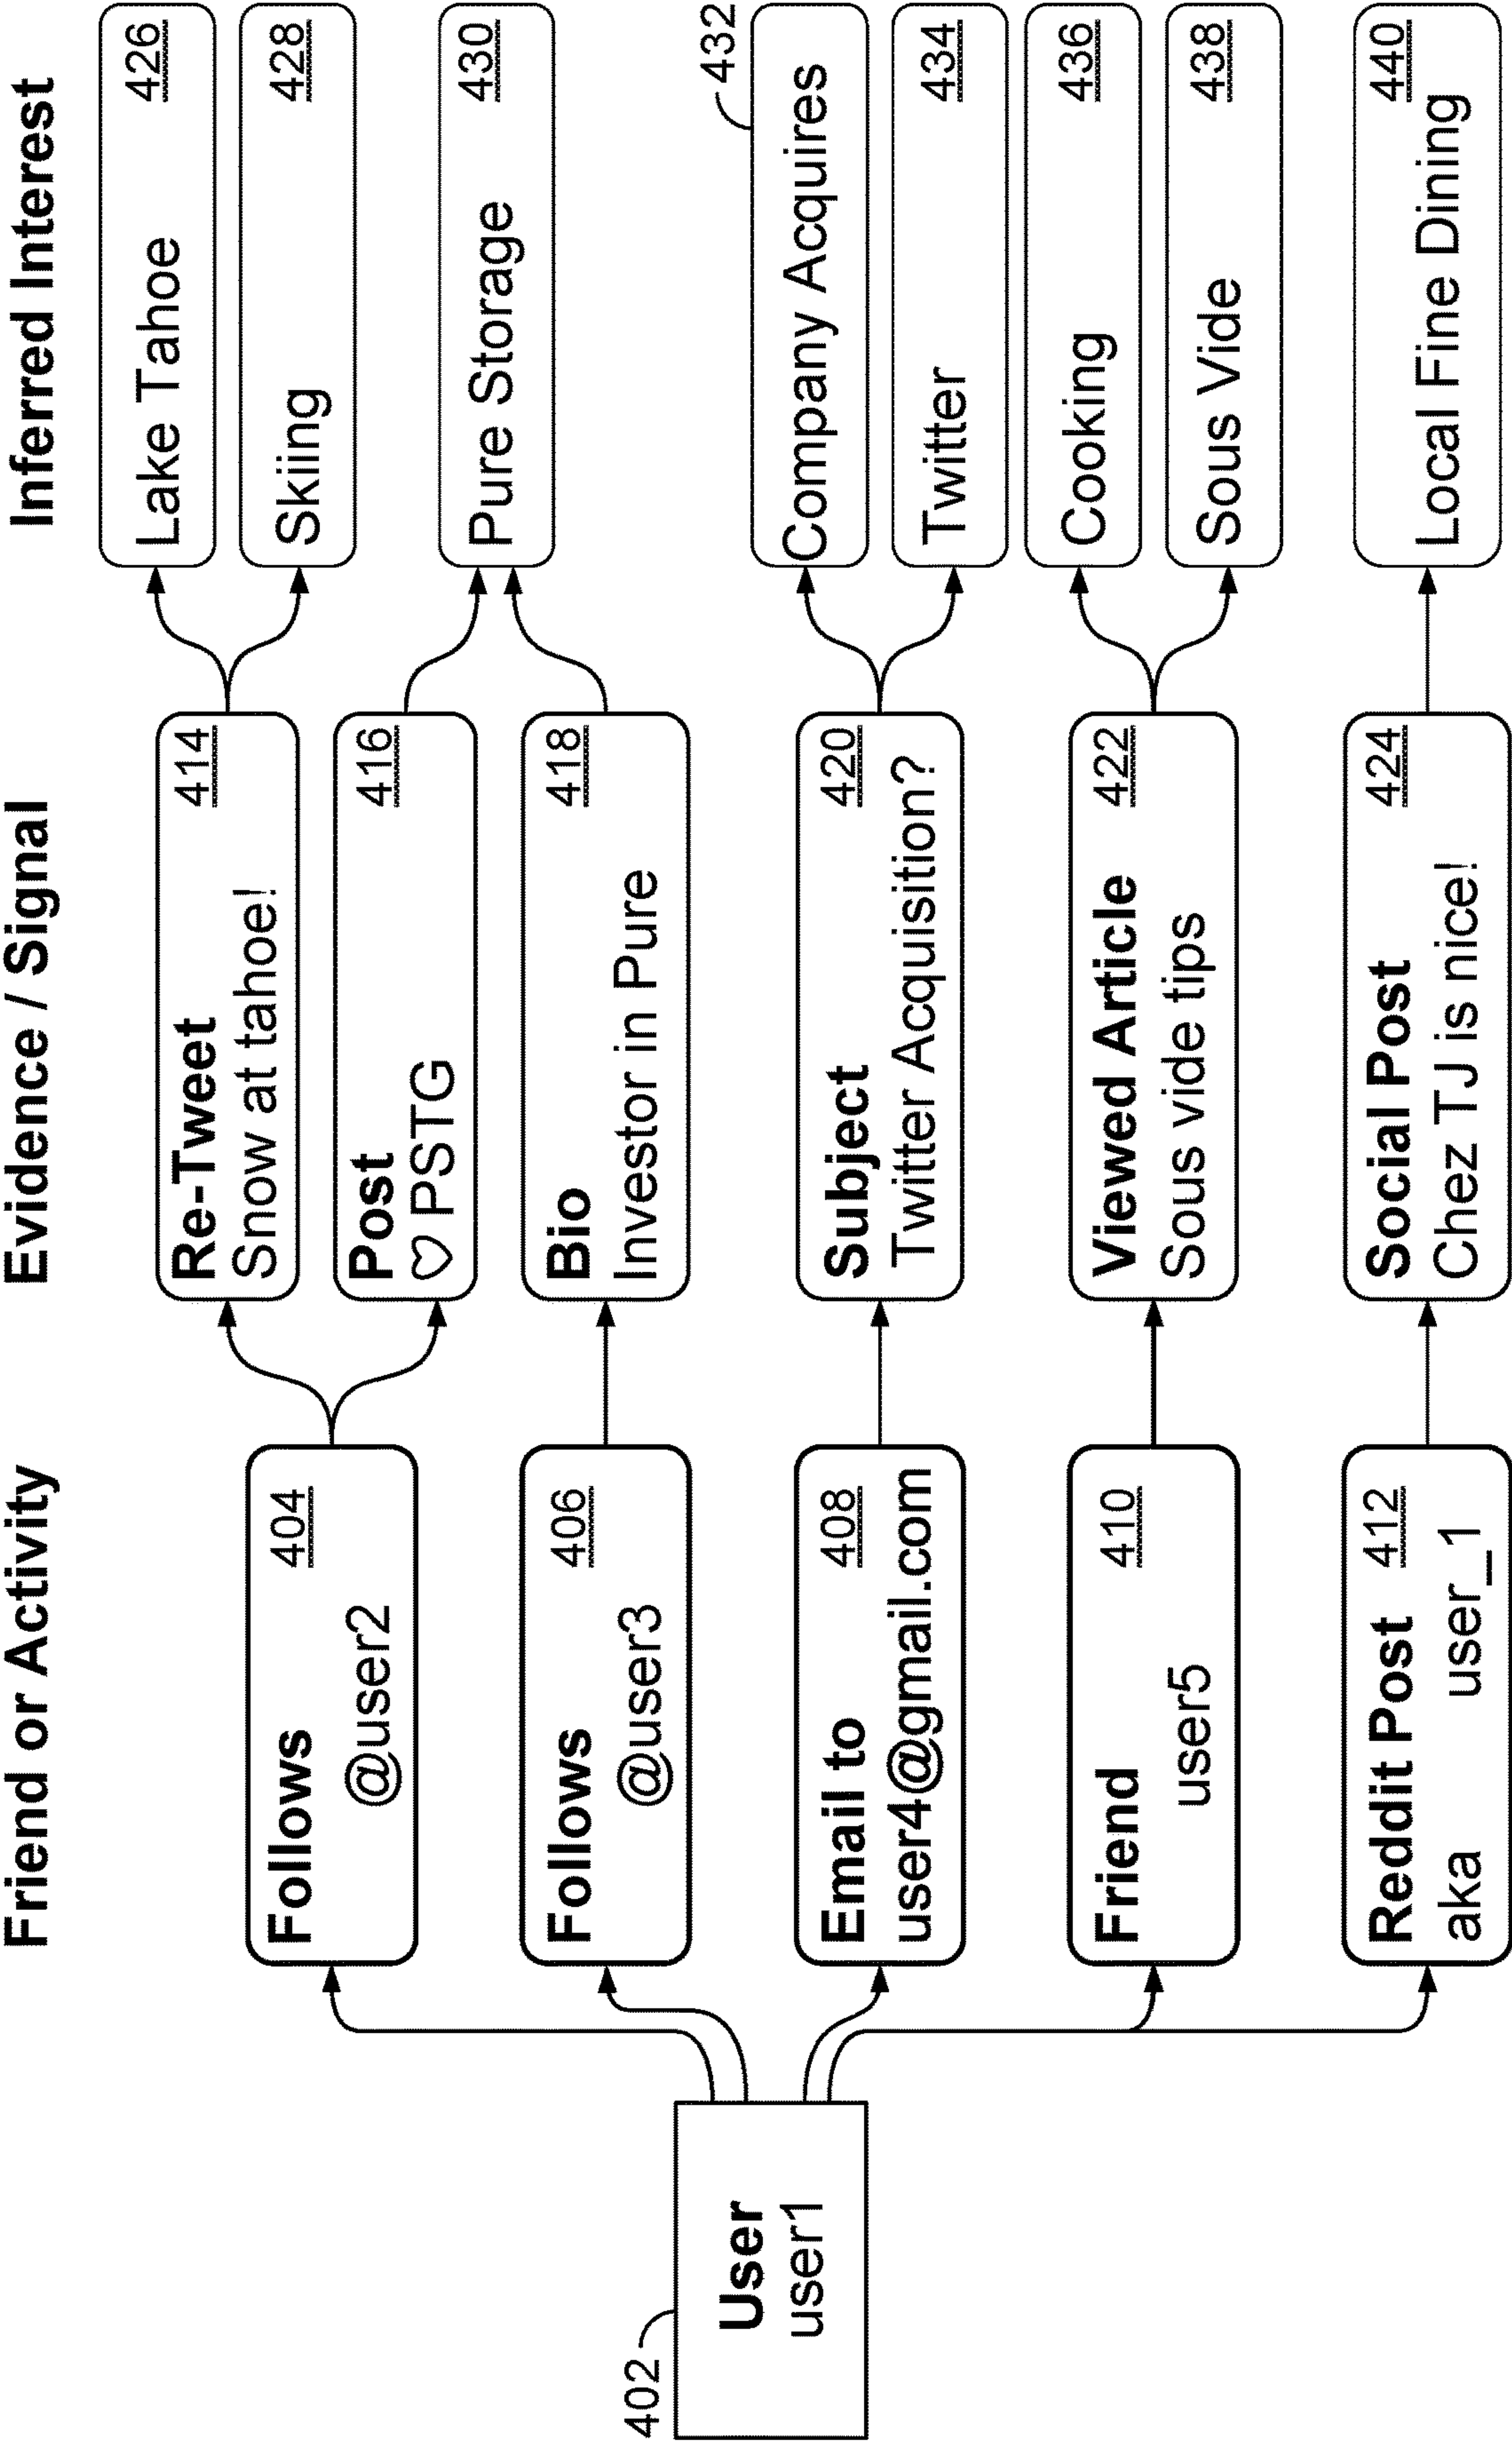 Friend or Activity
Evidence / Signal
Inferred Interest
402
User
user1
Follows 404
@user2
Follows 406
@user3
Email to 408
user4@gmail.com
Friend 410
user5
Reddit Post 412
aka user_1
Re-Tweet 414
Snow at tahoe!
Post 416
♡ PSTG
Bio 418
Investor in Pure
Subject 420
Twitter Acquisition?
Viewed Article 422
Sous vide tips
Social Post 424
Chez TJ is nice!
Lake Tahoe 426
Skiing 428
Pure Storage 430
432
Company Acquires
Twitter 434
Cooking 436
Sous Vide 438
440
Local Fine Dining